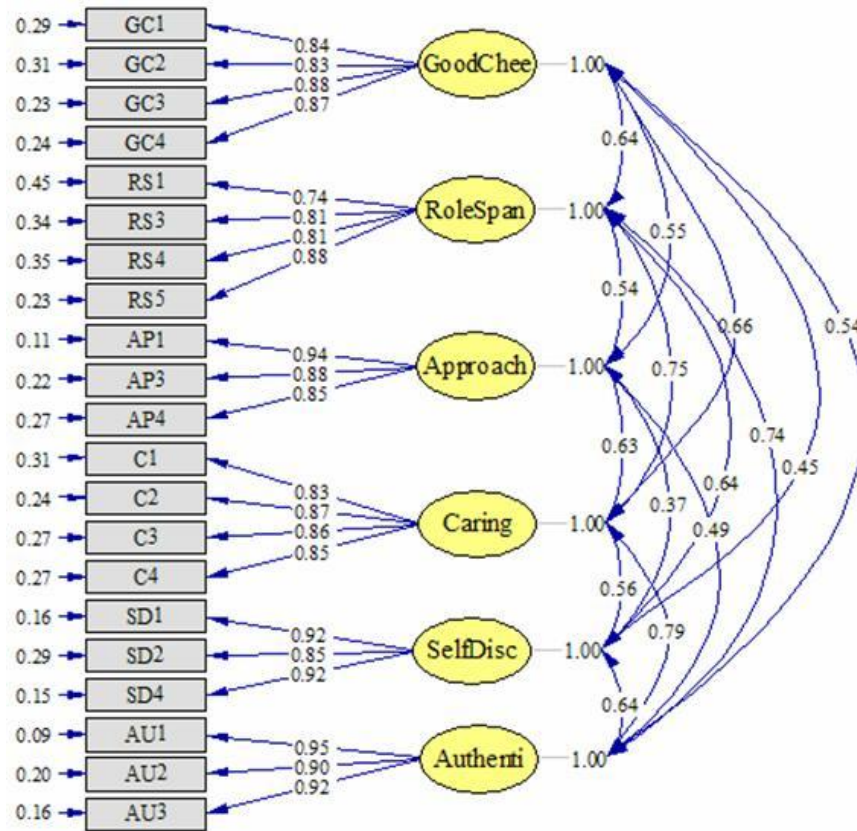 0.29 GC1
0.84
GoodChee 1.00
0.31 GC2
0.83
0.23 GC3
0.88
0.24 GC4
0.87
0.64
0.45 RS1
0.74
RoleSpan 1.00
0.34 RS3
0.81
0.55
0.35 RS4
0.81
0.23 RS5
0.88
0.54
0.11 AP1
0.94
0.66
0.54
Approach 1.00
0.22 AP3
0.88
0.75
0.27 AP4
0.85
0.74
0.31 C1
0.63
0.45
0.24 C2
0.83
0.64
0.87
0.37
Caring 1.00
0.27 C3
0.86
0.49
0.27 C4
0.85
0.56
0.16 SD1
0.92
0.79
SelfDisc 1.00
0.29 SD2
0.85
0.15 SD4
0.92
0.64
0.09 AU1
0.95
Authenti 1.00
0.20 AU2
0.90
0.16 AU3
0.92